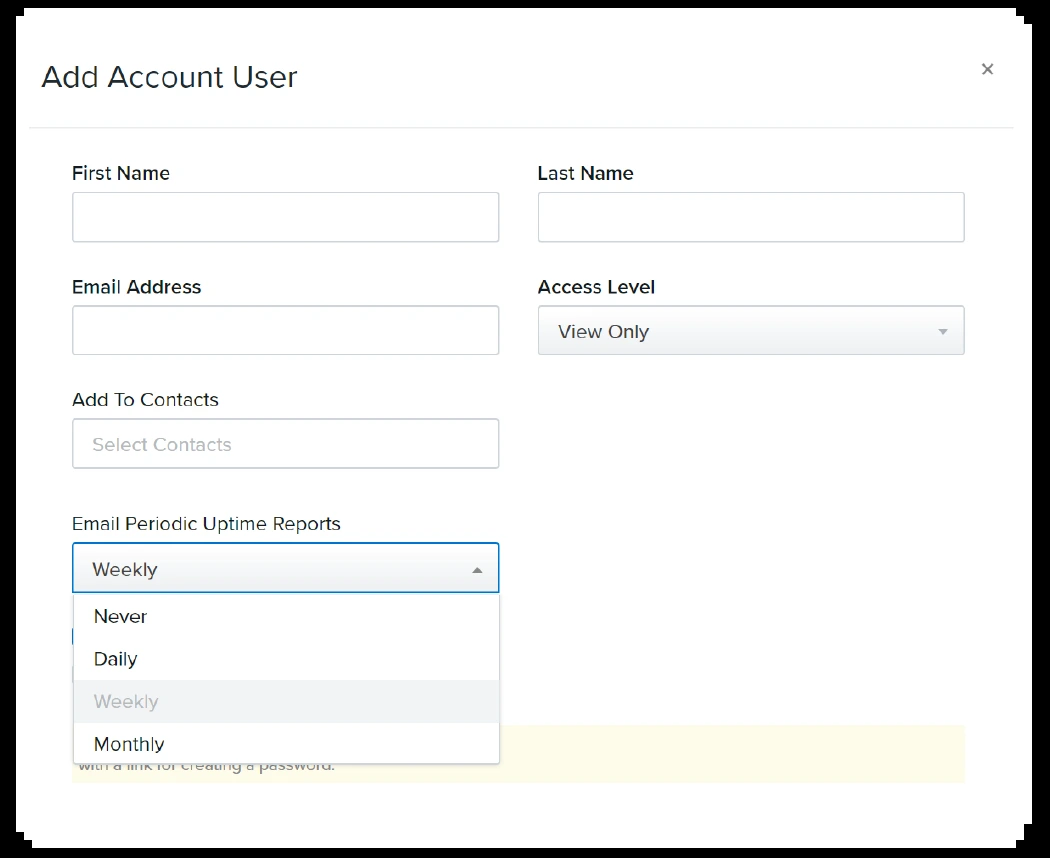 Add Account User
×
First Name
Last Name
Email Address
Access Level
View Only
Add To Contacts
Select Contacts
Email Periodic Uptime Reports
Weekly
Never
Daily
Weekly
Monthly
with a link for creating a password.